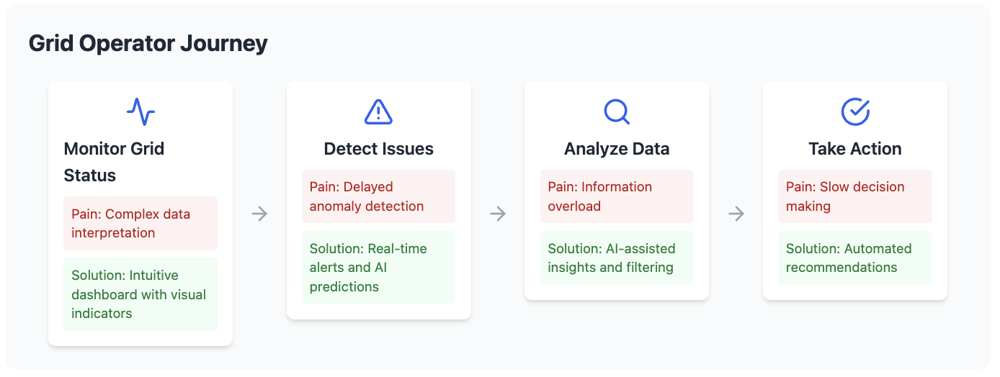 Grid Operator Journey
Monitor Grid
Status
Pain: Complex data
interpretation
Solution: Intuitive
dashboard with visual
indicators
Detect Issues
Pain: Delayed
anomaly detection
Solution: Real-time
alerts and AI
predictions
Analyze Data
Pain: Information
overload
Solution: AI-assisted
insights and filtering
Take Action
Pain: Slow decision
making
Solution: Automated
recommendations